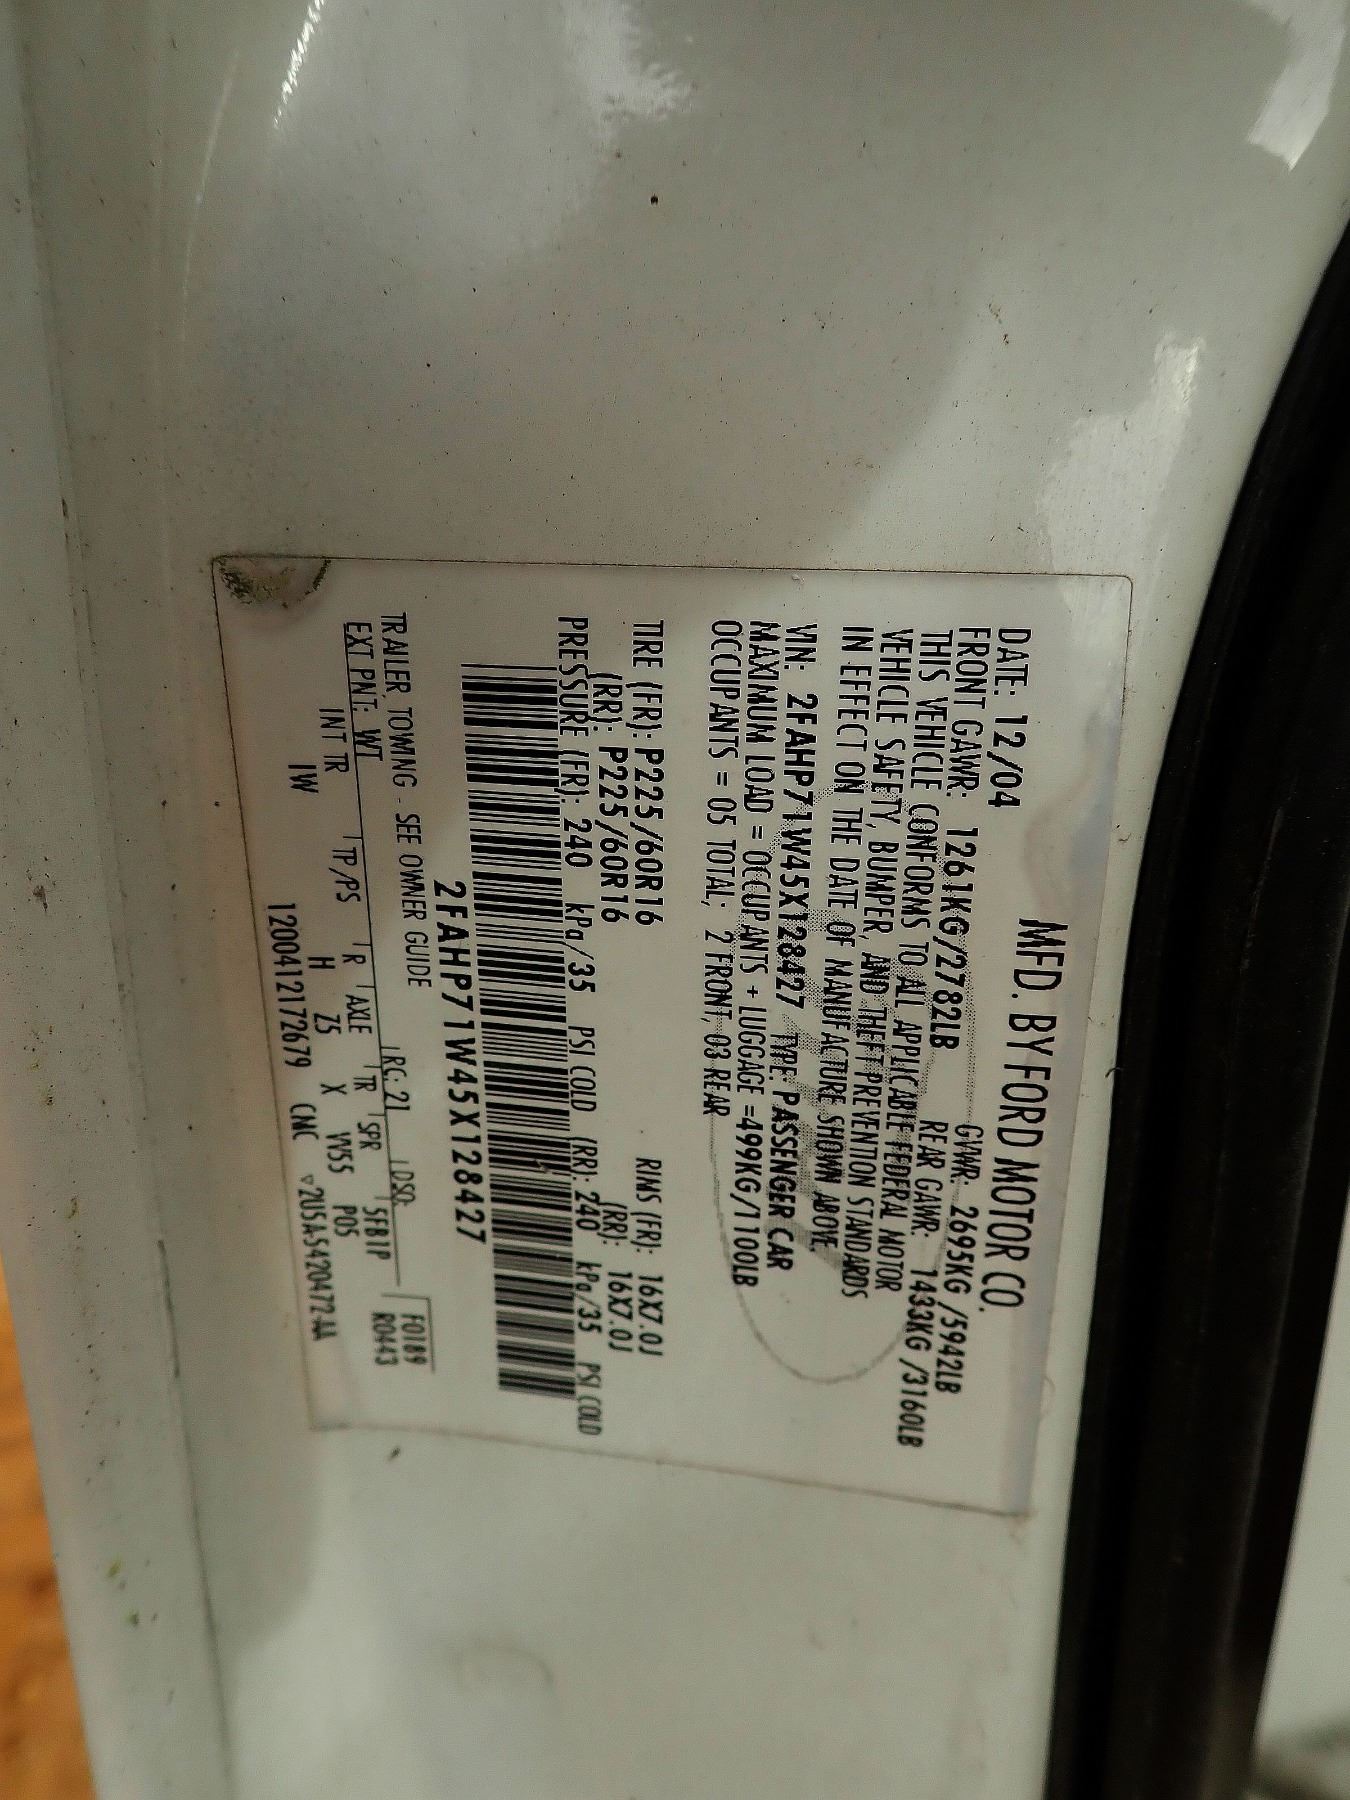 MFD. BY FORD MOTOR CO.
DATE: 12/04 GVWR: 2695KG /5942LB
FRONT GAWR: 1261KG/2782LB REAR GAWR: 1433KG /3160LB
THIS VEHICLE CONFORMS TO ALL APPLICABLE FEDERAL MOTOR
VEHICLE SAFETY, BUMPER, AND THEFT PREVENTION STANDARDS
IN EFFECT ON THE DATE OF MANUFACTURE SHOWN ABOVE.
VIN: 2FAHP71W45X128427 TYPE: PASSENGER CAR
MAXIMUM LOAD = OCCUPANTS + LUGGAGE =499KG/1100LB
OCCUPANTS = 05 TOTAL; 2 FRONT, 03 REAR
TIRE (FR): P225/60R16 RIMS (FR): 16X7.0J
(RR): P225/60R16 (RR): 16X7.0J
PRESSURE (FR): 240 kPa/35 PSI COLD (RR): 240 kPa/35 PSI COLD
2FAHP71W45X128427
TRAILER TOWING - SEE OWNER GUIDE F0189
EXT PNT: WT RC: 21 DSO: R0443
INT TR TP/PS R AXLE TR SPR 5FB1P
IW H Z5 X VV55 P05
1200412172679 CNC ▽2U5A-5420472-AA